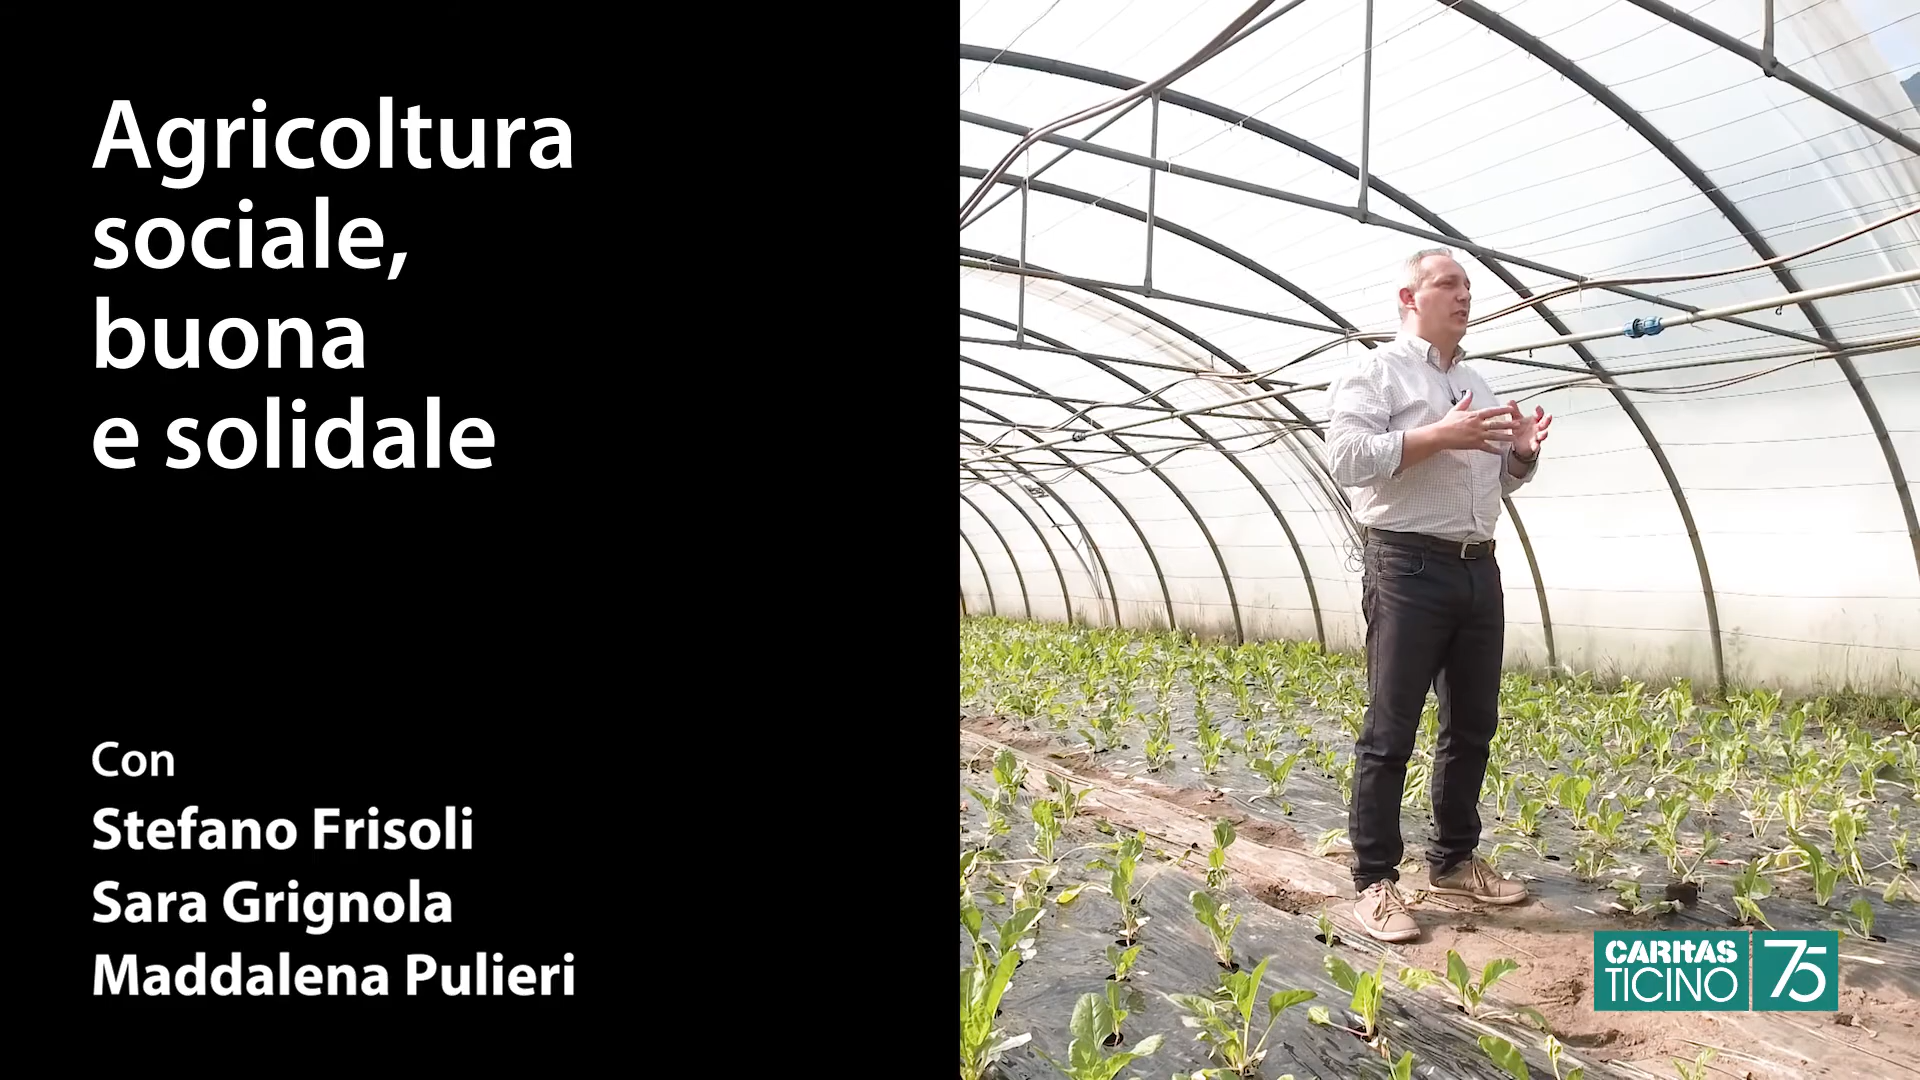 Agricoltura
sociale,
buona
e solidale
Con
Stefano Frisoli
Sara Grignola
Maddalena Pulieri
CARITAS
TICINO
75